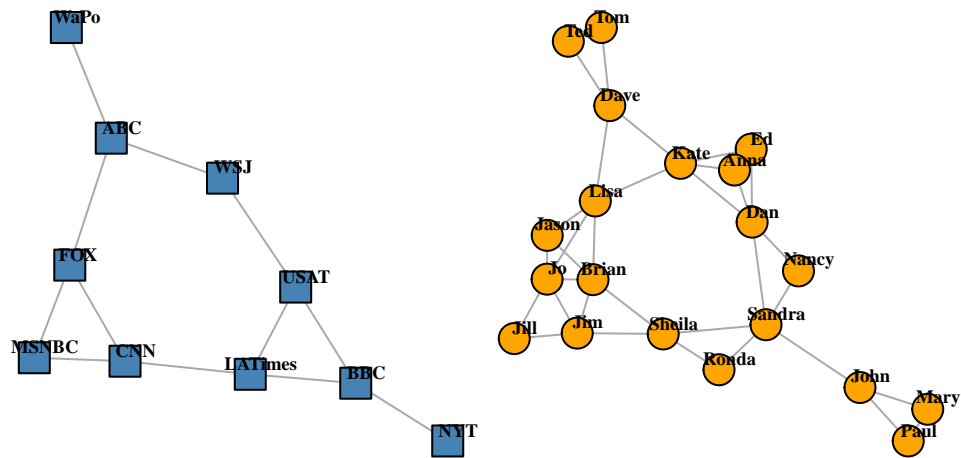 WaPo
ABC
WSJ
FOX
USAT
MSNBC
CNN
LATimes
BBC
NYT
Tom
Ted
Dave
Ed
Kate
Anna
Lisa
Dan
Jason
Nancy
Jo
Brian
Jill
Jim
Sheila
Sandra
Ronda
John
Mary
Paul